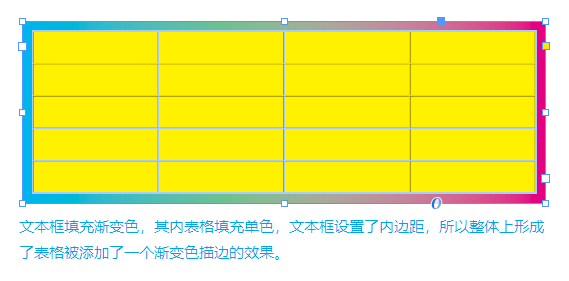 文本框填充渐变色，其内表格填充单色，文本框设置了内边距，所以整体上形成
了表格被添加了一个渐变色描边的效果。